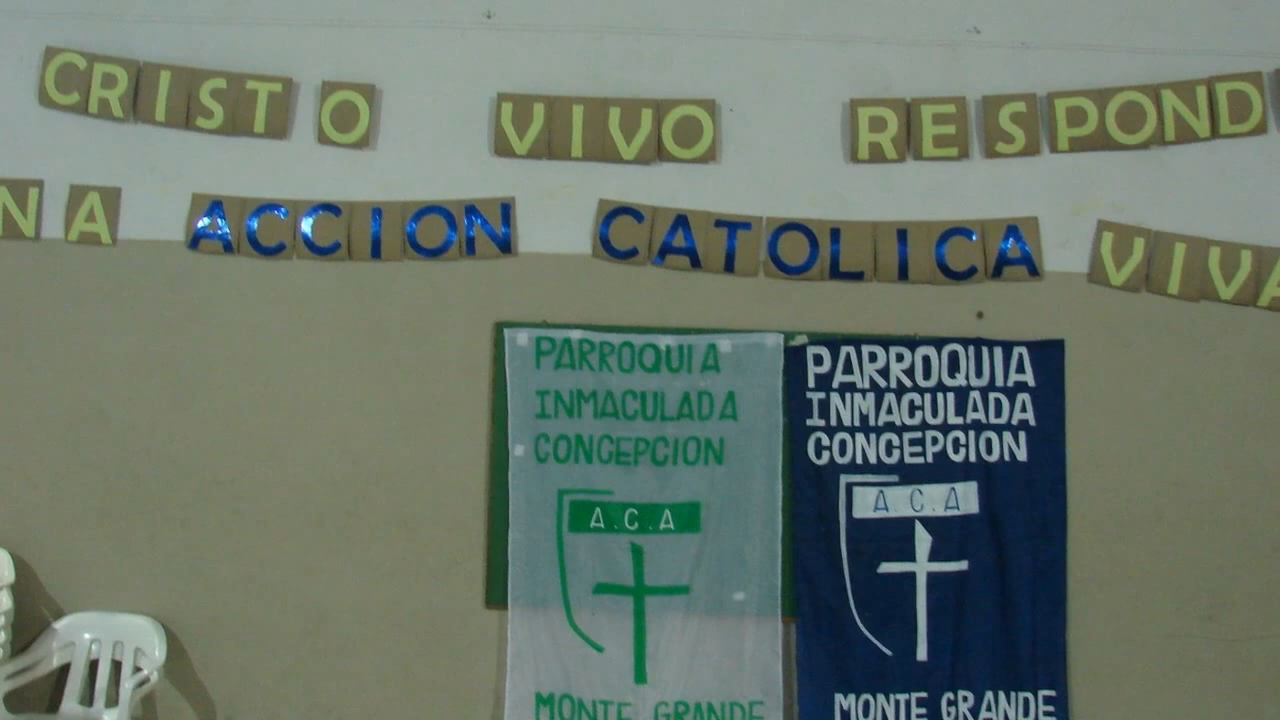 CRISTO VIVO RESPOND
NA ACCION CATOLICA VIVA
PARROQUIA
INMACULADA
CONCEPCION
A.C.A
MONTE GRANDE
PARROQUIA
INMACULADA
CONCEPCION
A.C.A
MONTE GRANDE